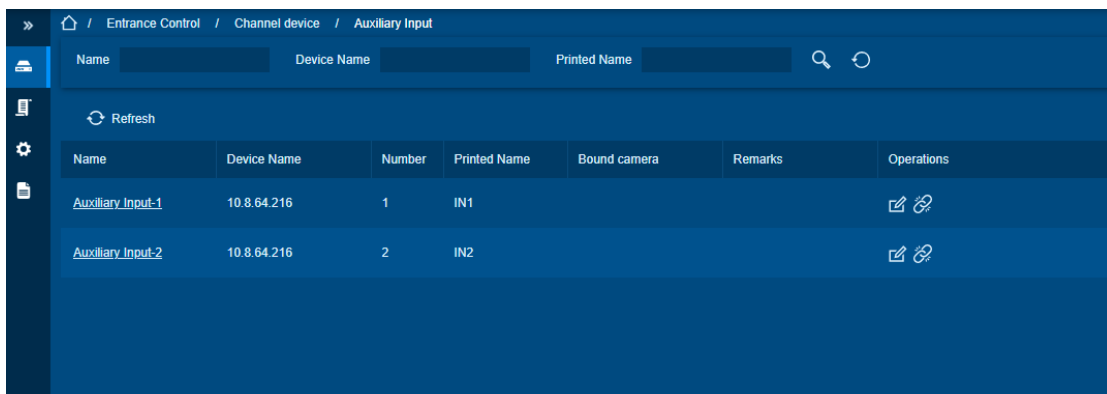 / Entrance Control / Channel device / Auxiliary Input
Name Device Name Printed Name
Refresh
Name Device Name Number Printed Name Bound camera Remarks Operations
Auxiliary Input-1 10.8.64.216 1 IN1
Auxiliary Input-2 10.8.64.216 2 IN2